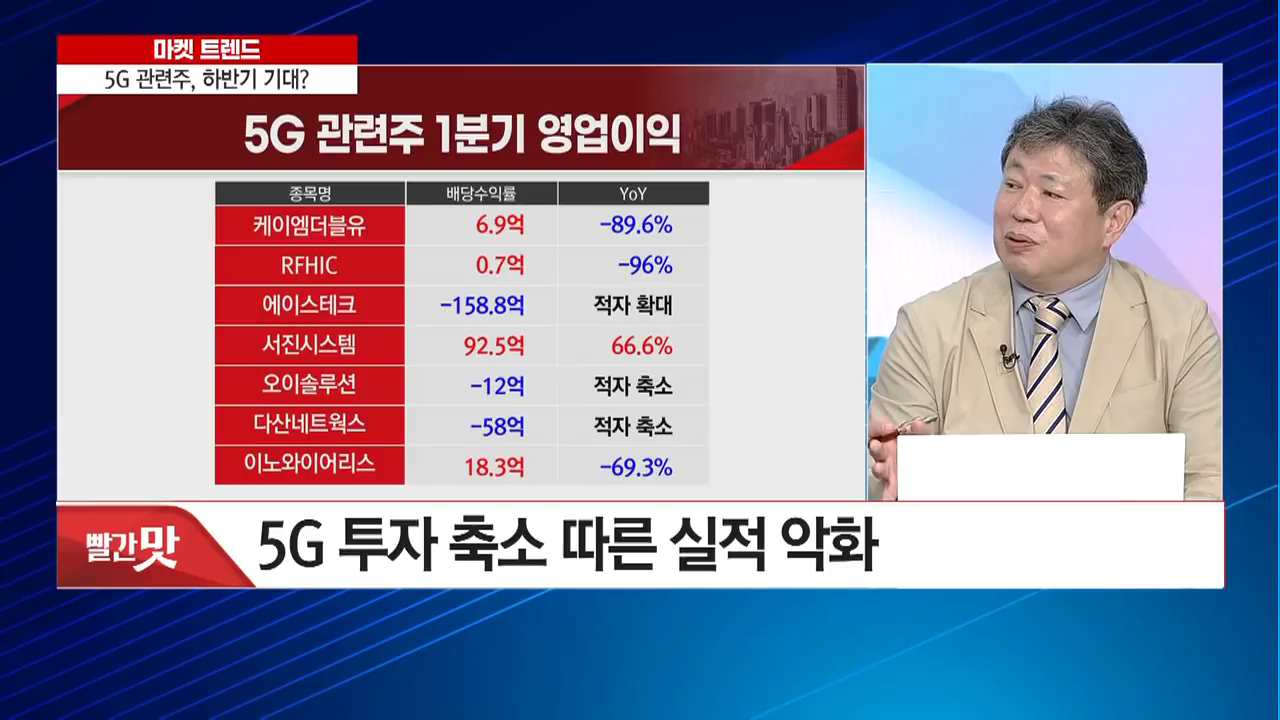 마켓 트렌드
5G 관련주, 하반기 기대?
5G 관련주 1분기 영업이익
종목명 배당수익률 YoY
케이엠더블유 6.9억 -89.6%
RFHIC 0.7억 -96%
에이스테크 -158.8억 적자 확대
서진시스템 92.5억 66.6%
오이솔루션 -12억 적자 축소
다산네트웍스 -58억 적자 축소
이노와이어리스 18.3억 -69.3%
빨간맛
5G 투자 축소 따른 실적 악화